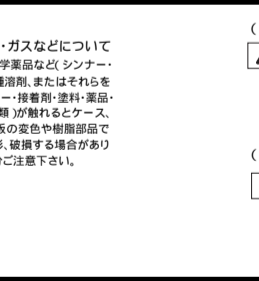 ・ガスなどについて
学薬品など( シンナー・
溶剤、またはそれらを
ー・接着剤・塗料・薬品・
類 )が触れるとケース、
板の変色や樹脂部品で
、破損する場合があり
ご注意下さい。
(
(